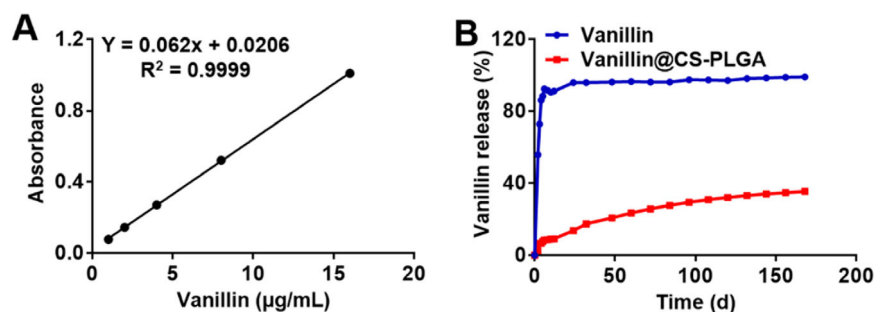 A
Y = 0.062x + 0.0206
R² = 0.9999
1.2
0.8
0.4
0.0
0
5
10
15
20
Absorbance
Vanillin (μg/mL)
B
Vanillin
Vanillin@CS-PLGA
120
80
40
0
0
50
100
150
200
Vanillin release (%)
Time (d)